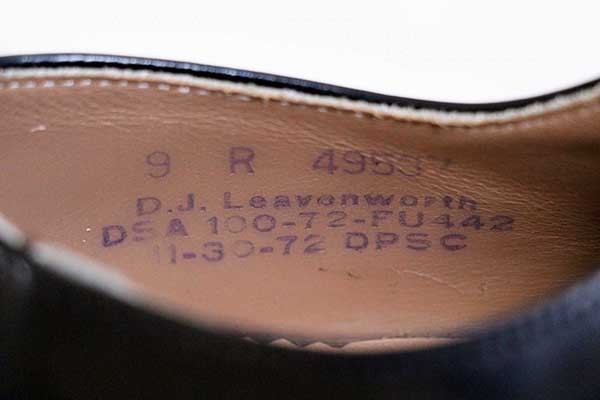 9 R
D.J. Leavenworth
DSA 100-72-FU442
11-30-72 DPSC